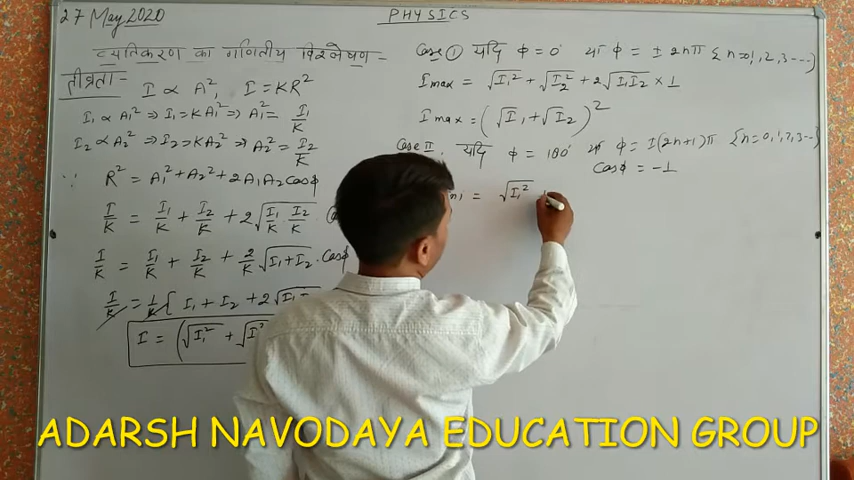 27 May 2020
PHYSICS
व्यतिकरण का गणितीय विश्लेषण -
तीव्रता -
I ∝ A², I = KR²
I₁ ∝ A₁² ⇒ I₁ = KA₁² ⇒ A₁² = I₁/K
I₂ ∝ A₂² ⇒ I₂ = KA₂² ⇒ A₂² = I₂/K
∵ R² = A₁² + A₂² + 2A₁A₂ cosϕ
I/K = I₁/K + I₂/K + 2√(I₁/K · I₂/K) ·
I/K = I₁/K + I₂/K + 2/K √(I₁+I₂) · cosϕ
I/K = 1/K [ I₁ + I₂ + 2√(I₁
I = (√I₁² + √I₂²
Case ① यदि ϕ = 0° या ϕ = ± 2nπ {n=0,1,2,3---}
Imax = √I₁² + √I₂² + 2√(I₁I₂) × 1
Imax = (√I₁ + √I₂)²
Case II. यदि ϕ = 180° या ϕ = I(2n+1)π {n=0,1,2,3--}
cosϕ = -1
= √I₁²
ADARSH NAVODAYA EDUCATION GROUP